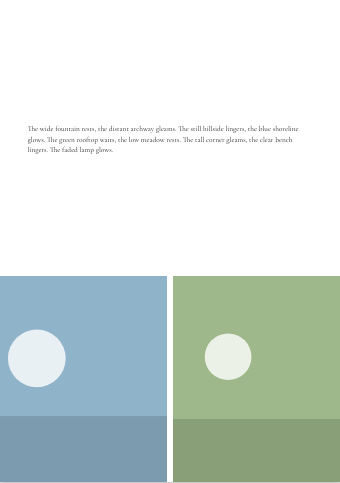 The wide fountain rests, the distant archway gleams. The still hillside lingers, the blue shoreline
glows. The green rooftop waits, the low meadow rests. The tall corner gleams, the clear bench
lingers. The faded lamp glows.